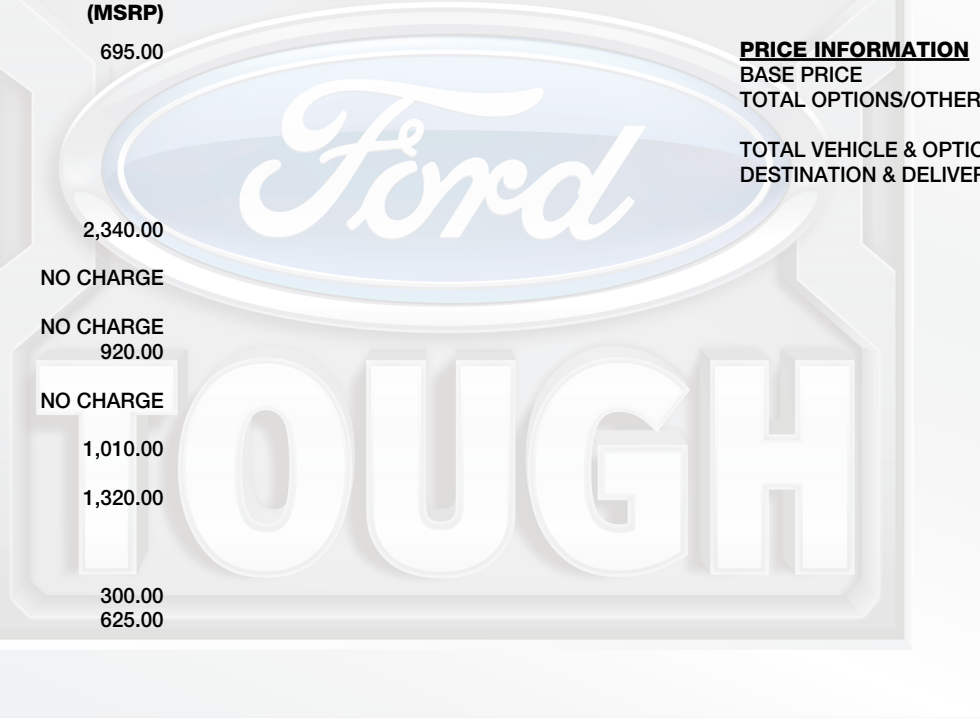 (MSRP)
695.00
2,340.00
NO CHARGE
NO CHARGE
920.00
NO CHARGE
1,010.00
1,320.00
300.00
625.00
PRICE INFORMATION
BASE PRICE
TOTAL OPTIONS/OTHER
TOTAL VEHICLE & OPTIO
DESTINATION & DELIVER
Ford
TOUGH